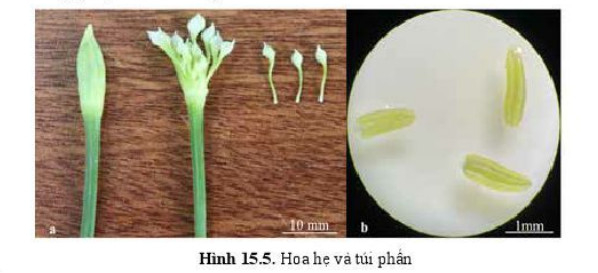 a
10 mm
b
1mm
Hình 15.5. Hoa hẹ và túi phấn